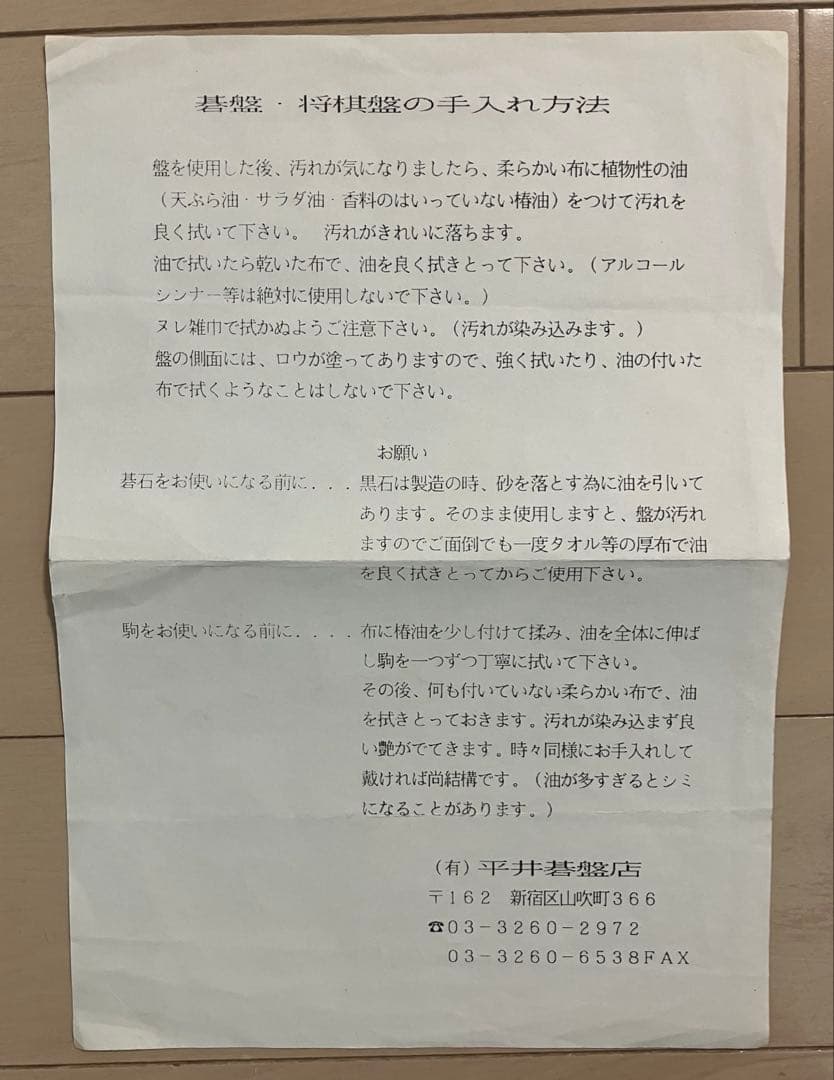 碁盤・将棋盤の手入れ方法
盤を使用した後、汚れが気になりましたら、柔らかい布に植物性の油
（天ぷら油・サラダ油・香料のはいっていない椿油）をつけて汚れを
良く拭いて下さい。　汚れがきれいに落ちます。
油で拭いたら乾いた布で、油を良く拭きとって下さい。（アルコール
シンナー等は絶対に使用しないで下さい。）
ヌレ雑巾で拭かぬようご注意下さい。（汚れが染み込みます。）
盤の側面には、ロウが塗ってありますので、強く拭いたり、油の付いた
布で拭くようなことはしないで下さい。
お願い
碁石をお使いになる前に．．．黒石は製造の時、砂を落とす為に油を引いて
あります。そのまま使用しますと、盤が汚れ
ますのでご面倒でも一度タオル等の厚布で油
を良く拭きとってからご使用下さい。
駒をお使いになる前に．．．．布に椿油を少し付けて揉み、油を全体に伸ば
し駒を一つずつ丁寧に拭いて下さい。
その後、何も付いていない柔らかい布で、油
を拭きとっておきます。汚れが染み込まず良
い艶がでてきます。時々同様にお手入れして
戴ければ尚結構です。（油が多すぎるとシミ
になることがあります。）
（有）平井碁盤店
〒１６２　新宿区山吹町３６６
☎０３－３２６０－２９７２
０３－３２６０－６５３８ＦＡＸ